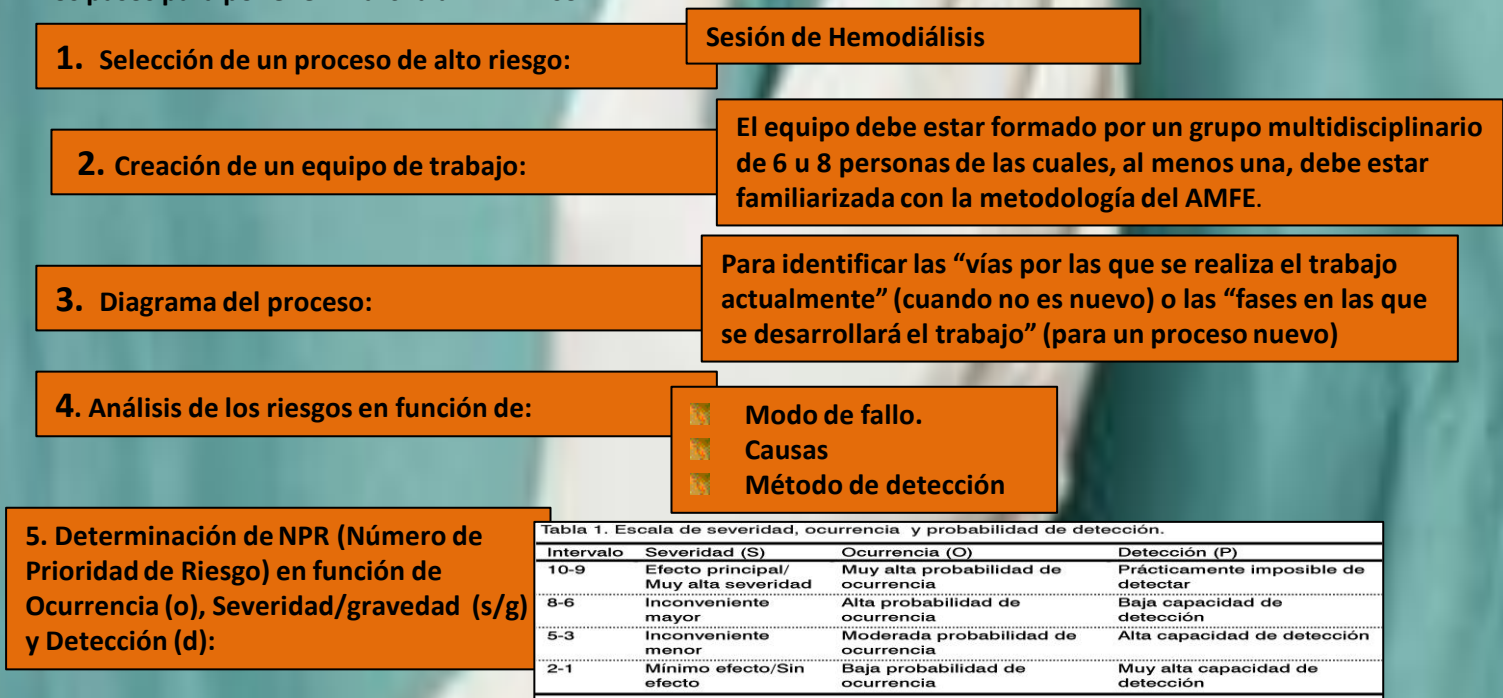 1. Selección de un proceso de alto riesgo:
Sesión de Hemodiálisis
2. Creación de un equipo de trabajo:
El equipo debe estar formado por un grupo multidisciplinario
de 6 u 8 personas de las cuales, al menos una, debe estar
familiarizada con la metodología del AMFE.
3. Diagrama del proceso:
Para identificar las “vías por las que se realiza el trabajo
actualmente” (cuando no es nuevo) o las “fases en las que
se desarrollará el trabajo” (para un proceso nuevo)
4. Análisis de los riesgos en función de:
Modo de fallo.
Causas
Método de detección
5. Determinación de NPR (Número de
Prioridad de Riesgo) en función de
Ocurrencia (o), Severidad/gravedad (s/g)
y Detección (d):
Tabla 1. Escala de severidad, ocurrencia y probabilidad de detección.
Intervalo Severidad (S) Ocurrencia (O) Detección (P)
10-9 Efecto principal/ Muy alta probabilidad de Prácticamente imposible de
Muy alta severidad ocurrencia detectar
8-6 Inconveniente Alta probabilidad de Baja capacidad de
mayor ocurrencia detección
5-3 Inconveniente Moderada probabilidad de Alta capacidad de detección
menor ocurrencia
2-1 Mínimo efecto/Sin Baja probabilidad de Muy alta capacidad de
efecto ocurrencia detección